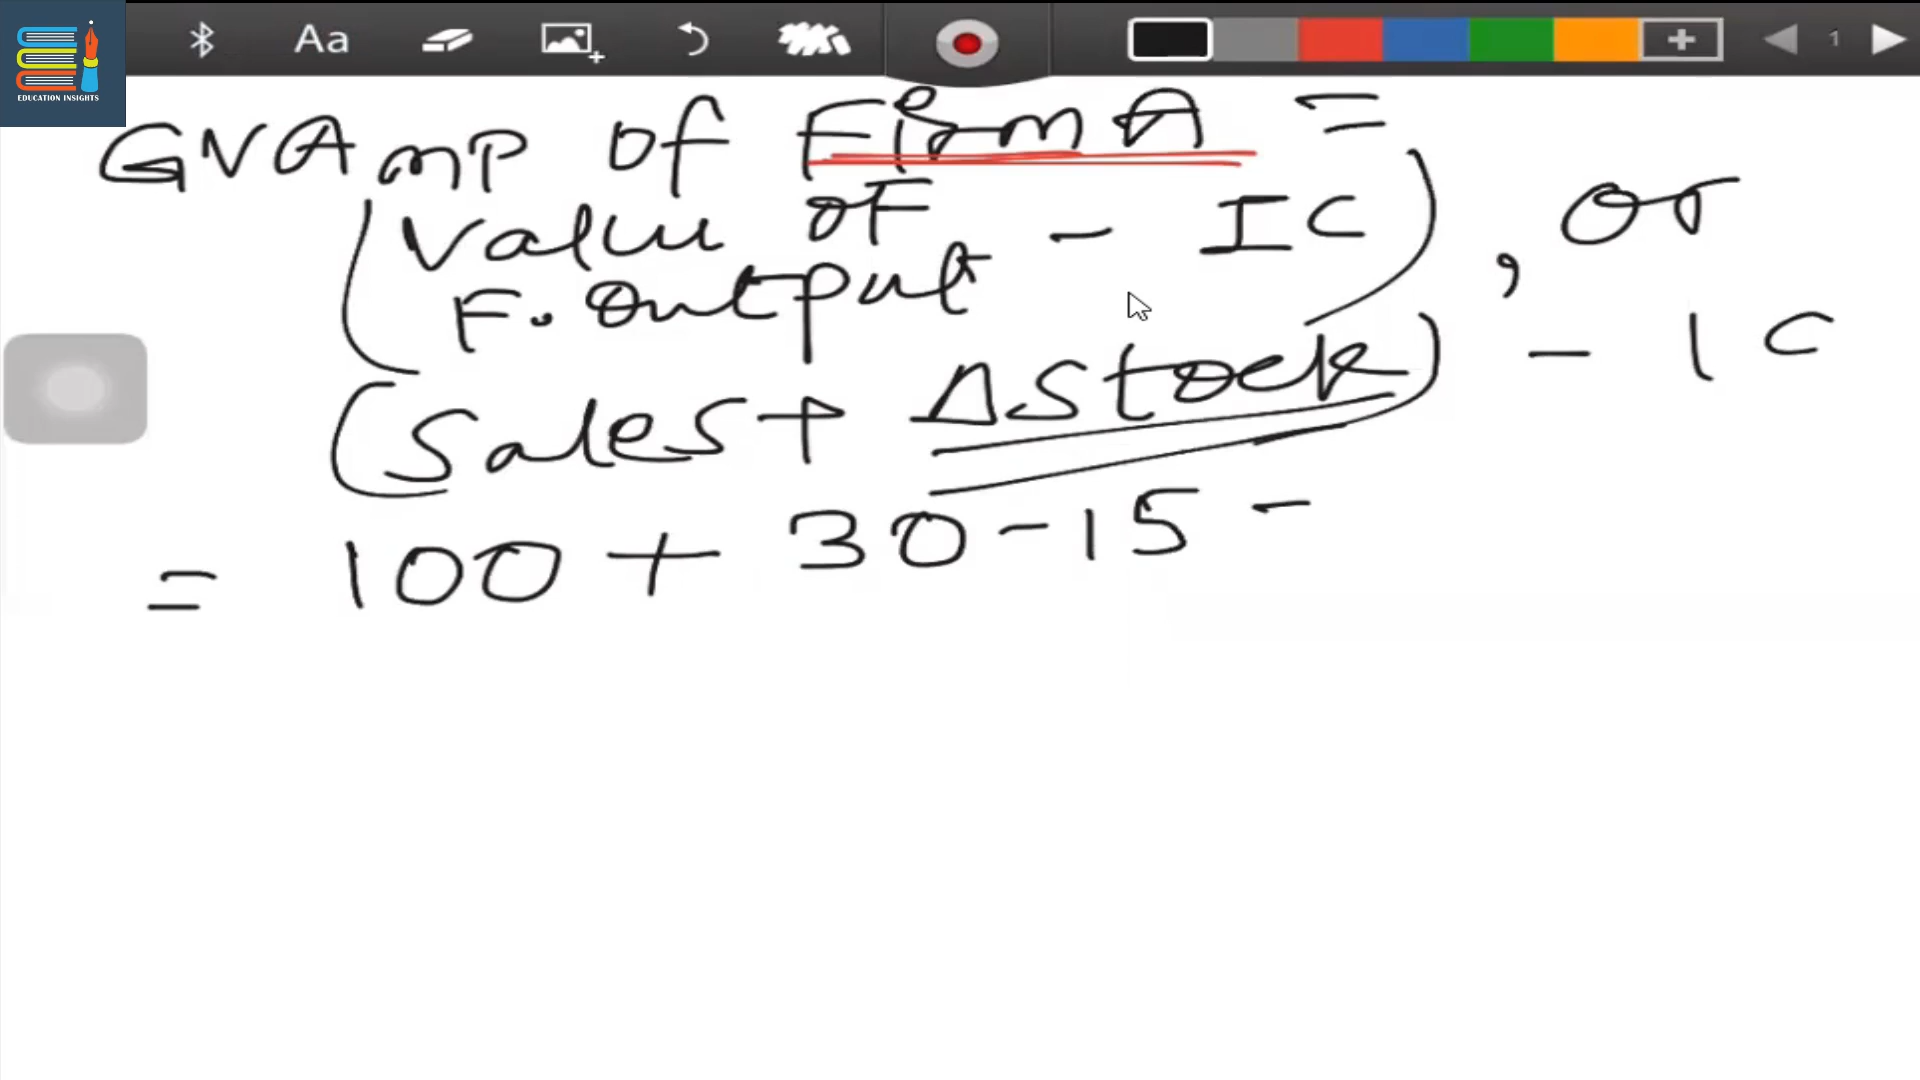 EDUCATION INSIGHTS
Aa
1
GVAMP of Firm A =
(Value of F. output - IC), or
(Sales + ΔStock) - IC
= 100 + 30 - 15 -